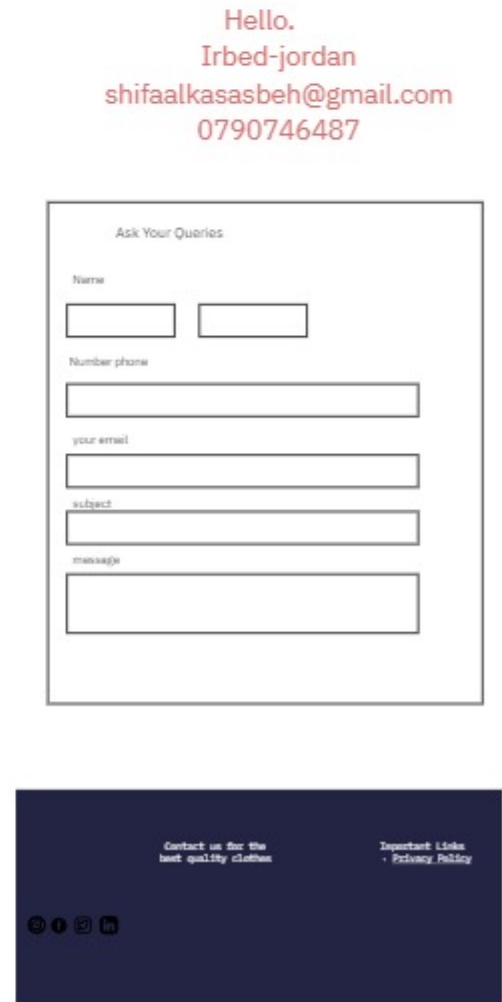 Hello.
Irbed-jordan
shifaalkasasbeh@gmail.com
0790746487
Ask Your Queries
Name
Number phone
your email
subject
message
Contact us for the
best quality clothes
Important Links
- Privacy Policy